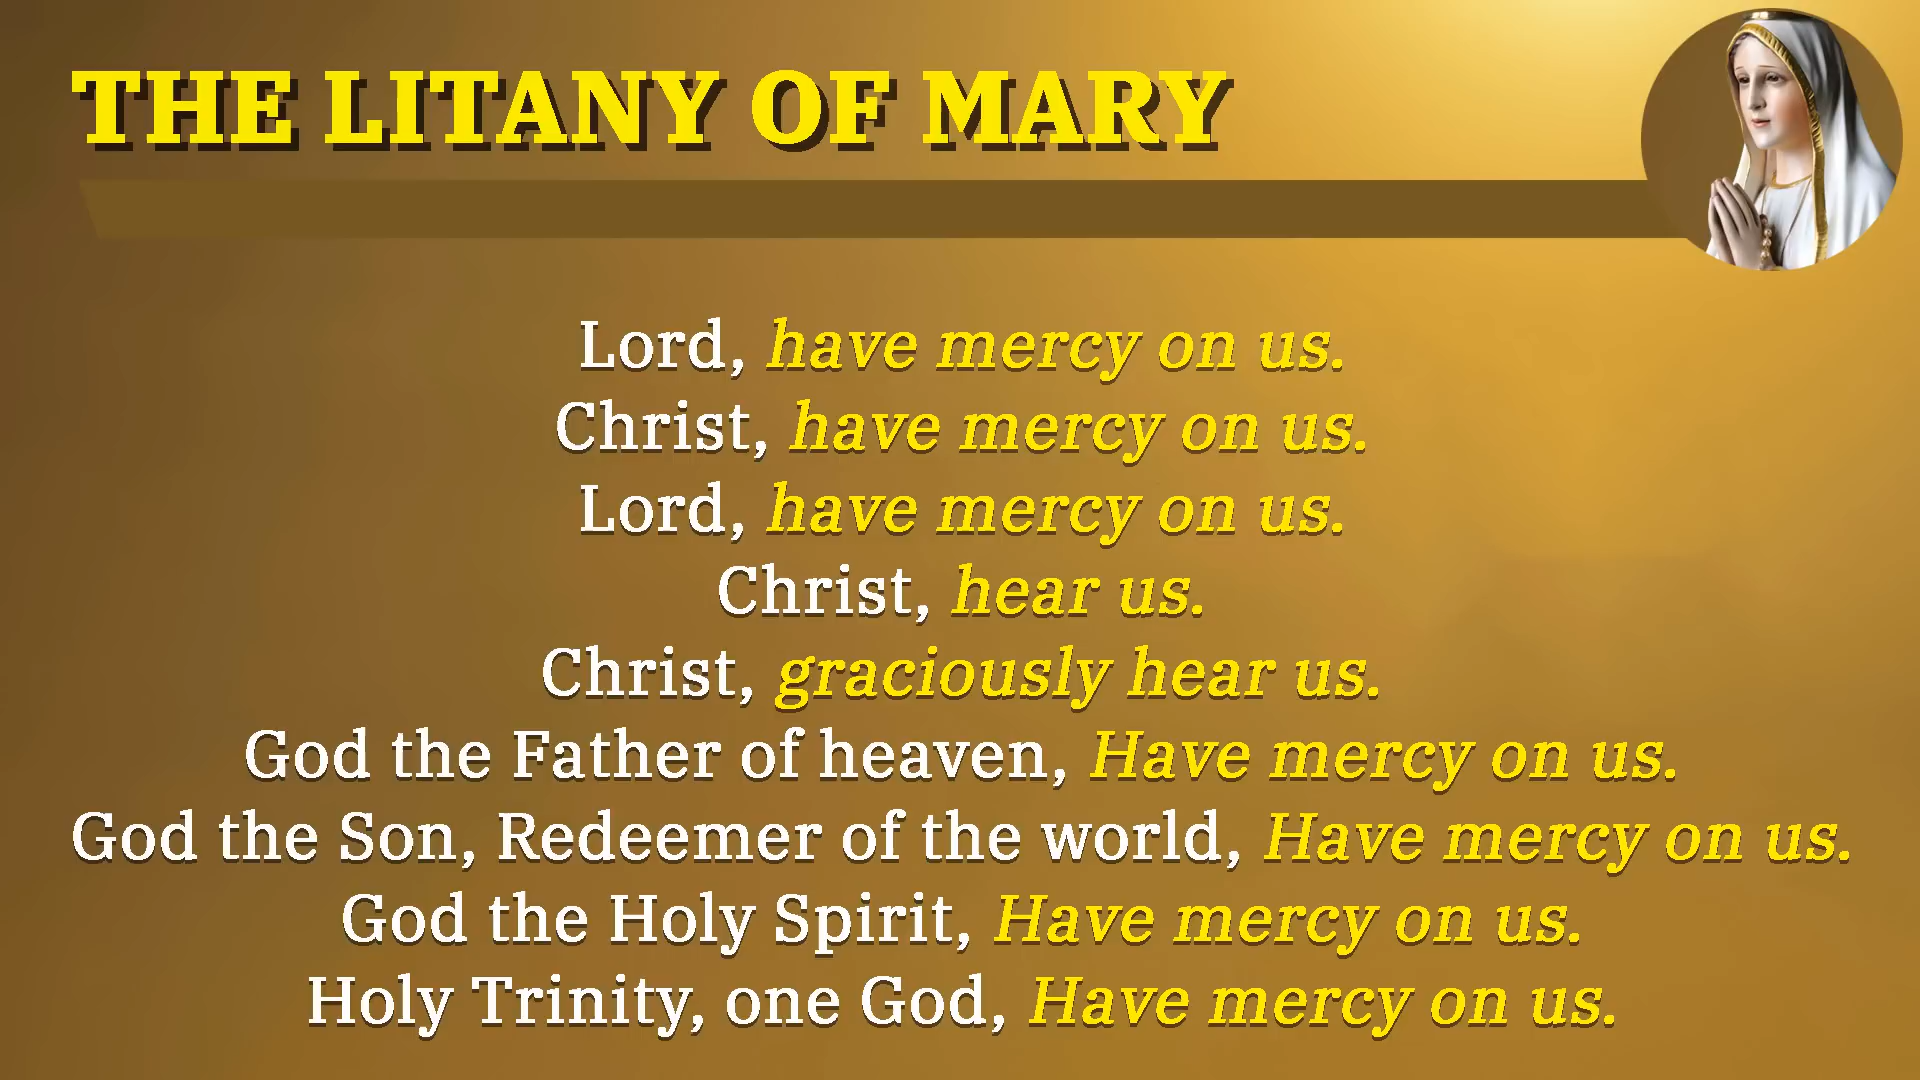 THE LITANY OF MARY
Lord, have mercy on us.
Christ, have mercy on us.
Lord, have mercy on us.
Christ, hear us.
Christ, graciously hear us.
God the Father of heaven, Have mercy on us.
God the Son, Redeemer of the world, Have mercy on us.
God the Holy Spirit, Have mercy on us.
Holy Trinity, one God, Have mercy on us.